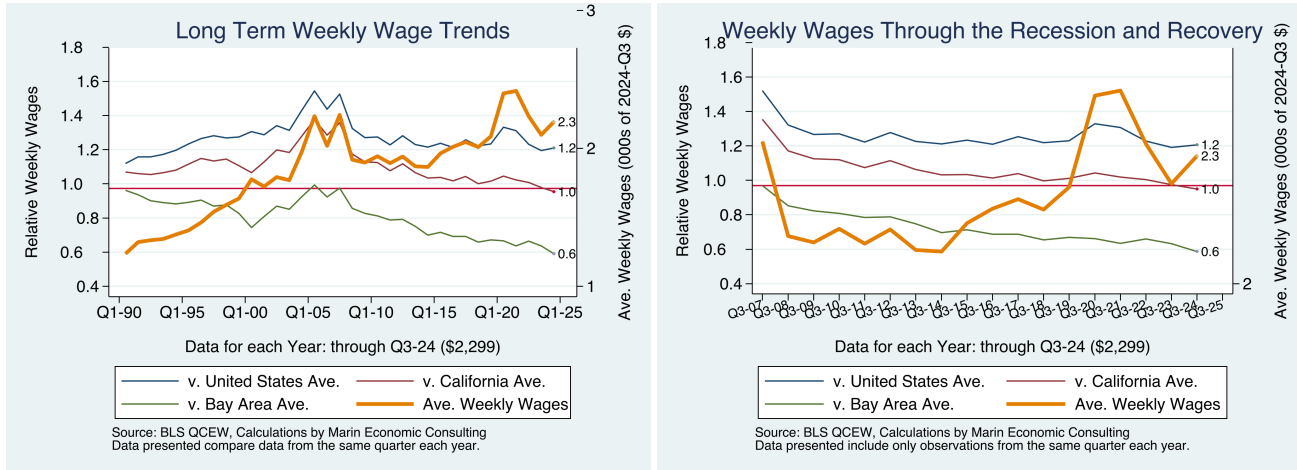 Long Term Weekly Wage Trends
3
2
1
1.8
1.6
1.4
1.2
1.0
0.8
0.6
0.4
Relative Weekly Wages
Ave. Weekly Wages (000s of 2024-Q3 $)
2.3
1.2
1.0
0.6
Q1-90 Q1-95 Q1-00 Q1-05 Q1-10 Q1-15 Q1-20 Q1-25
Data for each Year: through Q3-24 ($2,299)
v. United States Ave. v. California Ave.
v. Bay Area Ave. Ave. Weekly Wages
Source: BLS QCEW, Calculations by Marin Economic Consulting
Data presented compare data from the same quarter each year.
Weekly Wages Through the Recession and Recovery
1.8
1.6
1.4
1.2
1.0
0.8
0.6
0.4
Relative Weekly Wages
Ave. Weekly Wages (000s of 2024-Q3 $)
2
1.2
2.3
1.0
0.6
Q3-07 Q3-08 Q3-09 Q3-10 Q3-11 Q3-12 Q3-13 Q3-14 Q3-15 Q3-16 Q3-17 Q3-18 Q3-19 Q3-20 Q3-21 Q3-22 Q3-23 Q3-24 Q3-25
Data for each Year: through Q3-24 ($2,299)
v. United States Ave. v. California Ave.
v. Bay Area Ave. Ave. Weekly Wages
Source: BLS QCEW, Calculations by Marin Economic Consulting
Data presented include only observations from the same quarter each year.